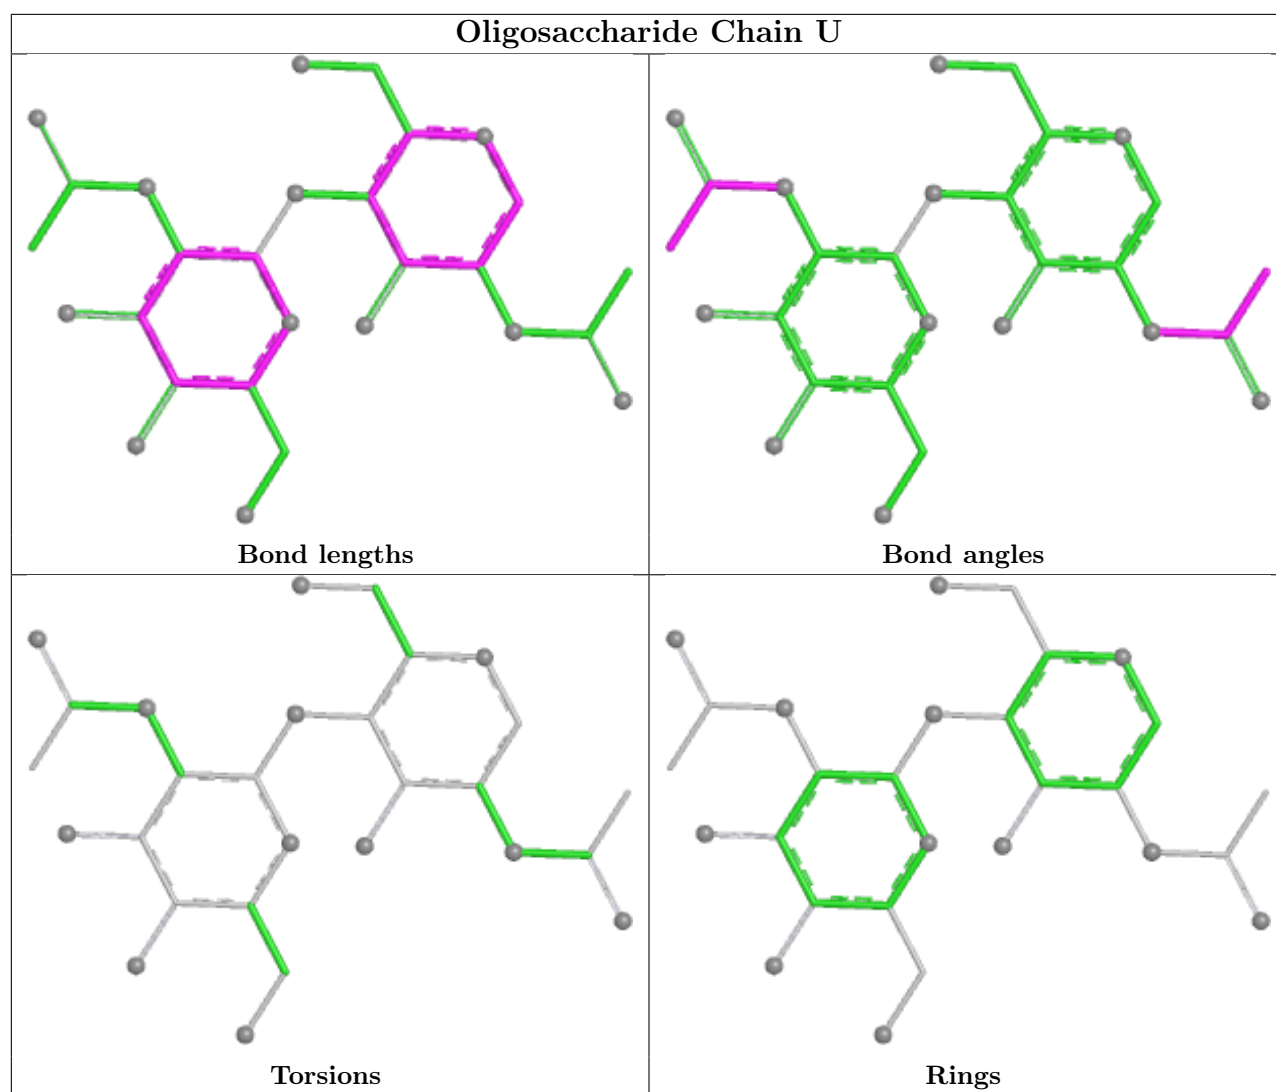 Oligosaccharide Chain U
Bond lengths
Bond angles
Torsions
Rings